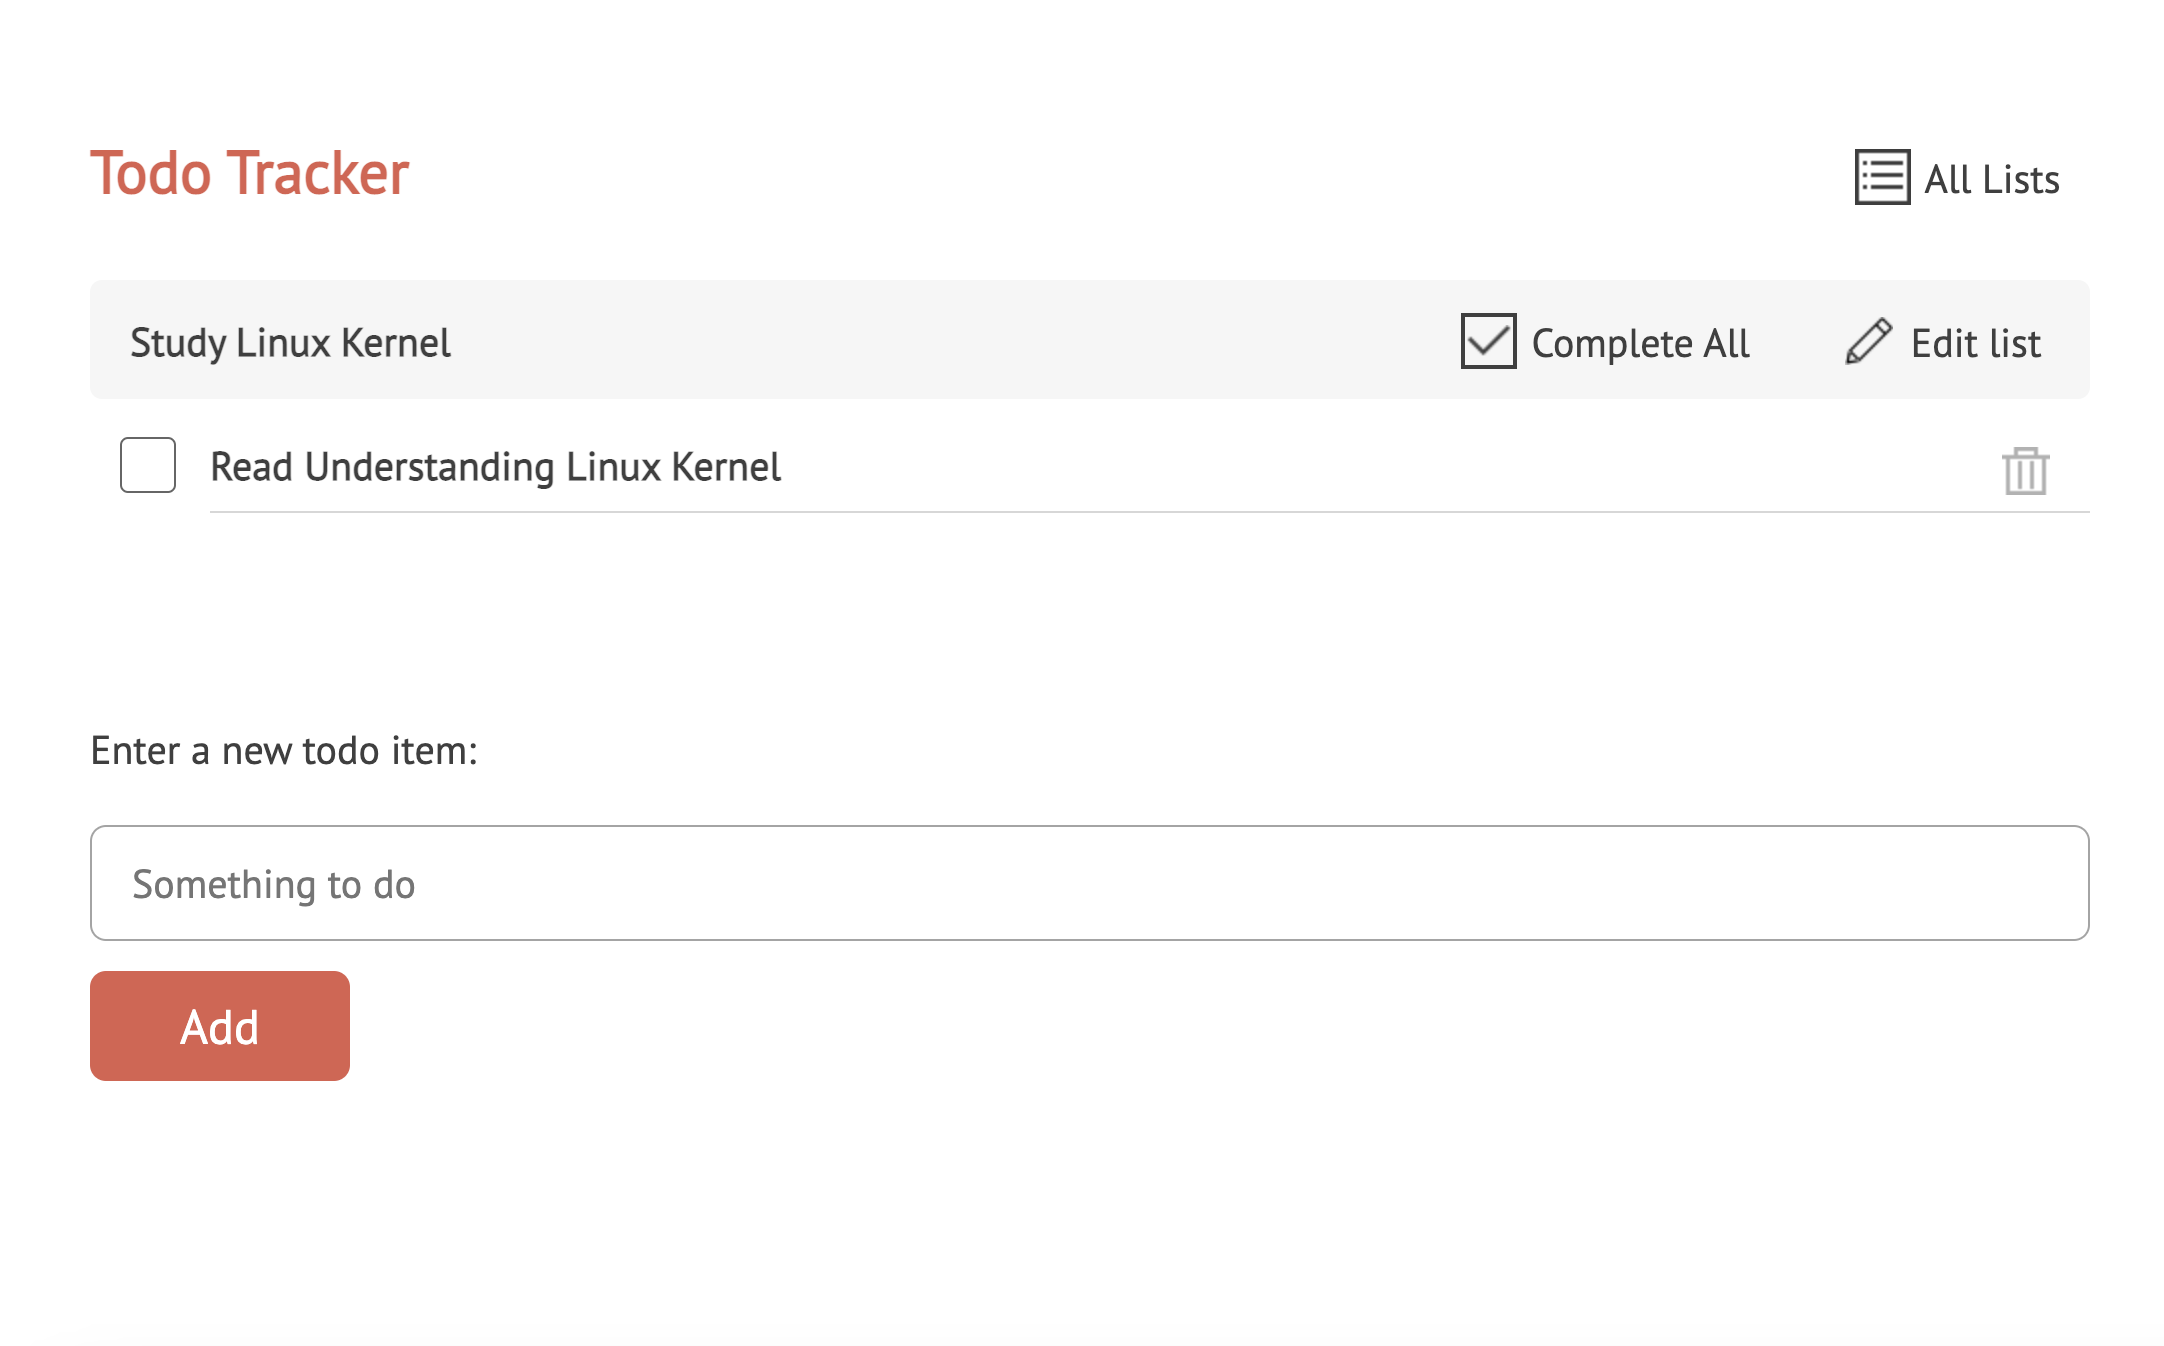 Todo Tracker
All Lists
Study Linux Kernel
Complete All
Edit list
Read Understanding Linux Kernel
Enter a new todo item:
Something to do
Add